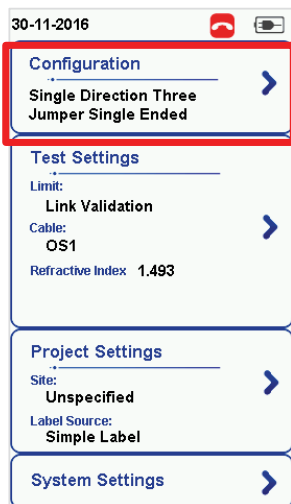 30-11-2016
Configuration
Single Direction Three
Jumper Single Ended
Test Settings
Limit:
Link Validation
Cable:
OS1
Refractive Index 1.493
Project Settings
Site:
Unspecified
Label Source:
Simple Label
System Settings